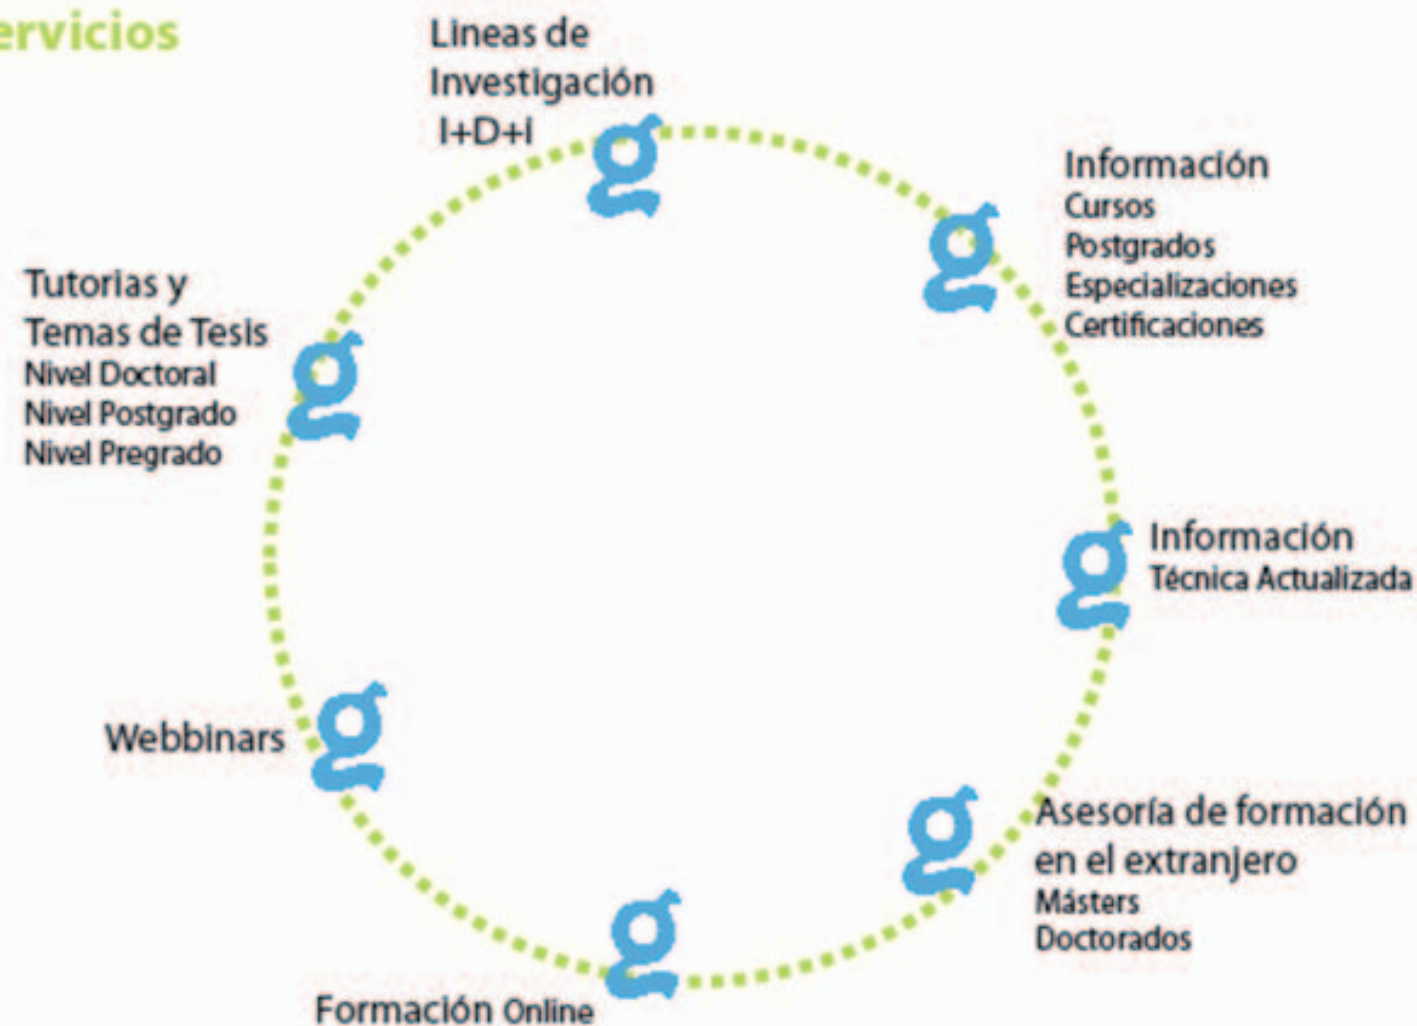 ervicios
Lineas de
Investigación
I+D+i
Información
Cursos
Postgrados
Especializaciones
Certificaciones
Información
Técnica Actualizada
Asesoría de formación
en el extranjero
Másters
Doctorados
Formación Online
Webbinars
Tutorias y
Temas de Tesis
Nivel Doctoral
Nivel Postgrado
Nivel Pregrado